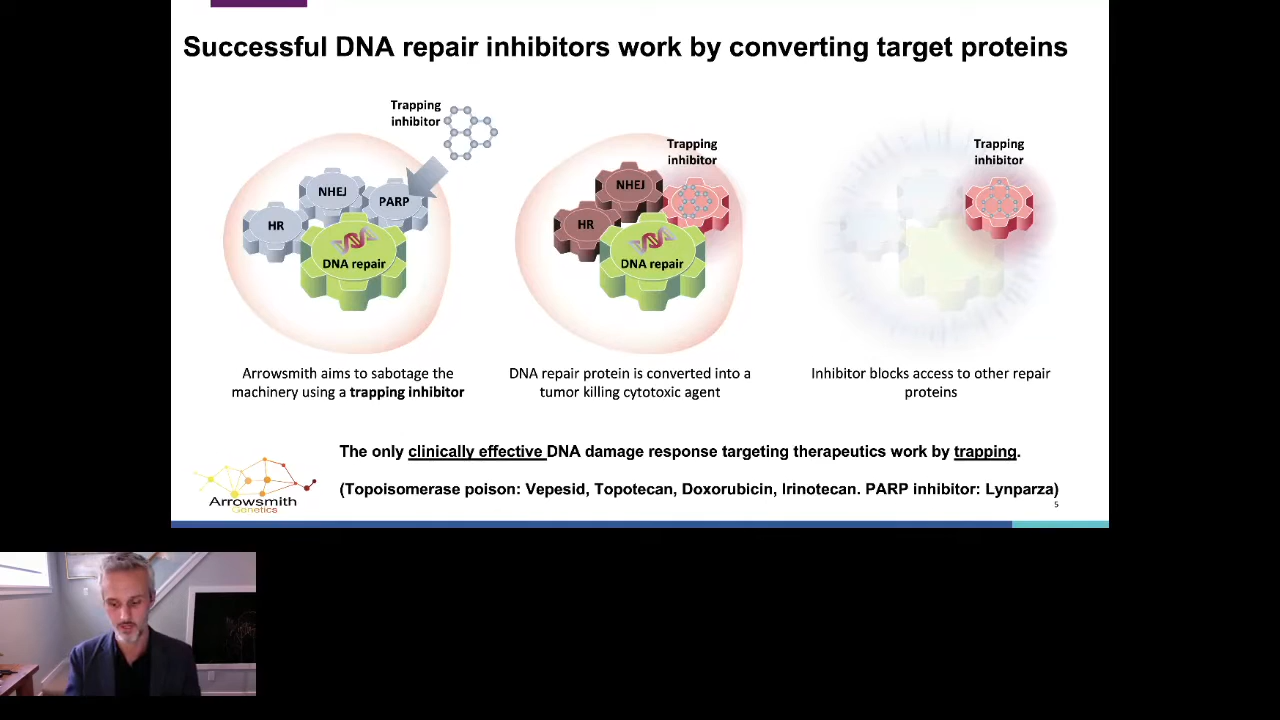 Successful DNA repair inhibitors work by converting target proteins
Trapping
inhibitor
NHEJ
PARP
HR
DNA repair
Arrowsmith aims to sabotage the
machinery using a trapping inhibitor
Trapping
inhibitor
NHEJ
HR
DNA repair
DNA repair protein is converted into a
tumor killing cytotoxic agent
Trapping
inhibitor
Inhibitor blocks access to other repair
proteins
The only clinically effective DNA damage response targeting therapeutics work by trapping.
(Topoisomerase poison: Vepesid, Topotecan, Doxorubicin, Irinotecan. PARP inhibitor: Lynparza)
Arrowsmith
Genetics
5